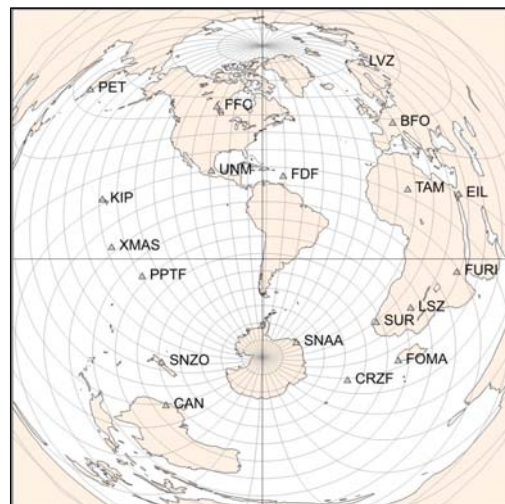 LVZ
PET
FFC
BFO
UNM
FDF
TAM
EIL
KIP
XMAS
PPTF
FURI
LSZ
SUR
SNAA
SNZO
FOMA
CRZF
CAN